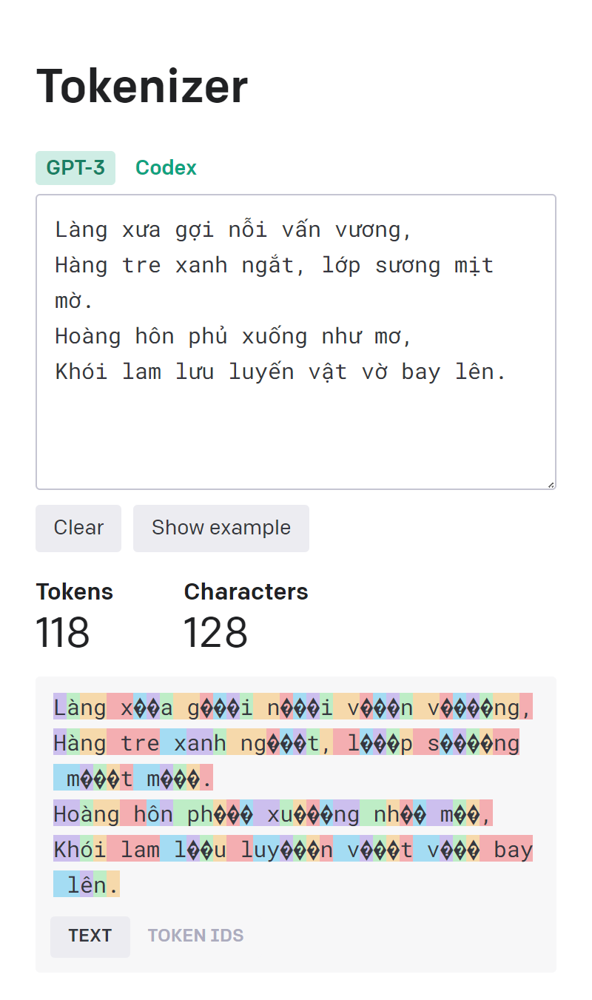 Tokenizer
GPT-3 Codex
Làng xưa gợi nỗi vấn vương,
Hàng tre xanh ngắt, lớp sương mịt
mờ.
Hoàng hôn phủ xuống như mơ,
Khói lam lưu luyến vật vờ bay lên.
Clear Show example
Tokens Characters
118 128
Làng x��a g���i n���i v���n v����ng,
Hàng tre xanh ng���t, l���p s����ng
m���t m���.
Hoàng hôn ph��� xu���ng nh�� m��,
Khói lam l��u luy���n v���t v��� bay
lên.
TEXT TOKEN IDS